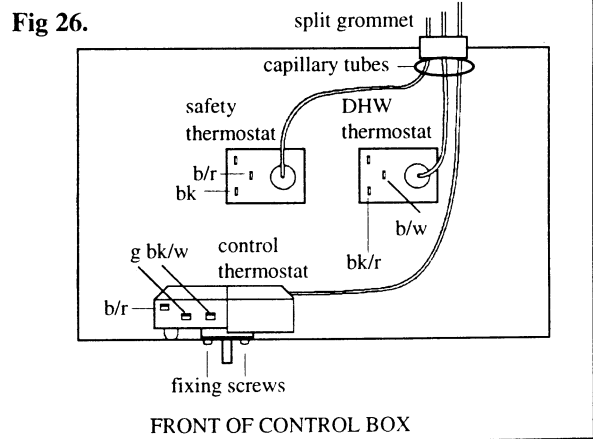 Fig 26.
split grommet
capillary tubes
safety
thermostat
DHW
thermostat
b/r
bk
b/w
bk/r
g bk/w
control
thermostat
b/r
fixing screws
FRONT OF CONTROL BOX